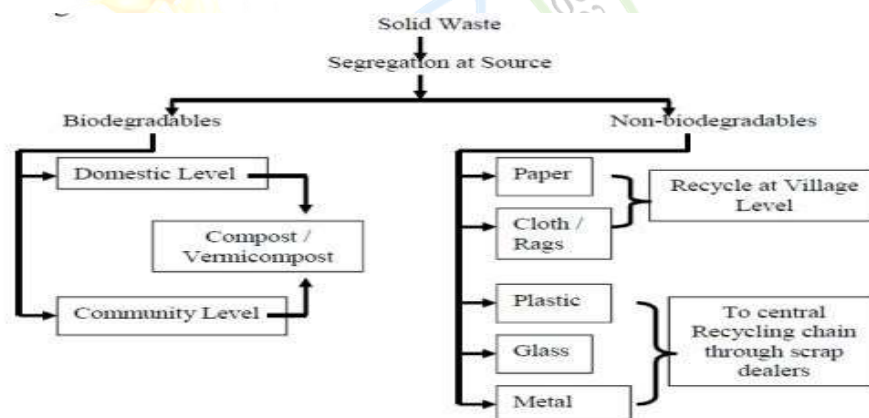 Solid Waste
Segregation at Source
Biodegradables
Non-biodegradables
Domestic Level
Compost /
Vermicompost
Community Level
Paper
Cloth /
Rags
Recycle at Village
Level
Plastic
Glass
Metal
To central
Recycling chain
through scrap
dealers